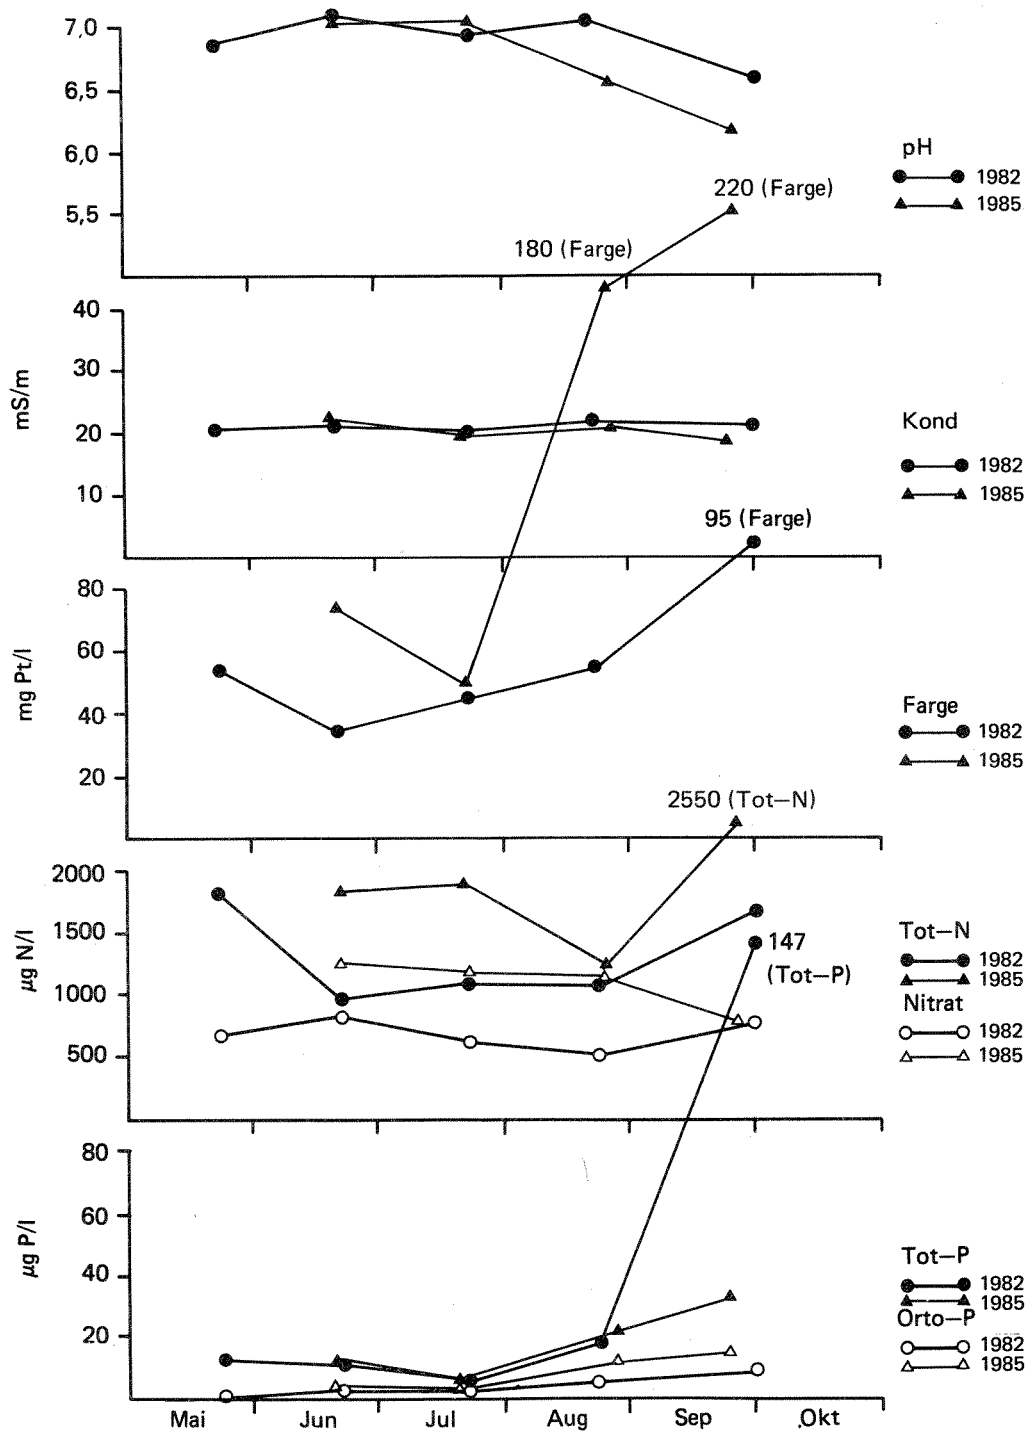 7,0
6,5
6,0
5,5
pH
1982
1985
220 (Farge)
180 (Farge)
mS/m
40
30
20
10
Kond
1982
1985
95 (Farge)
mg Pt/l
80
60
40
20
Farge
1982
1985
2550 (Tot–N)
µg N/l
2000
1500
1000
500
147
(Tot–P)
Tot–N
1982
1985
Nitrat
1982
1985
µg P/l
80
60
40
20
Tot–P
1982
1985
Orto–P
1982
1985
Mai Jun Jul Aug Sep Okt